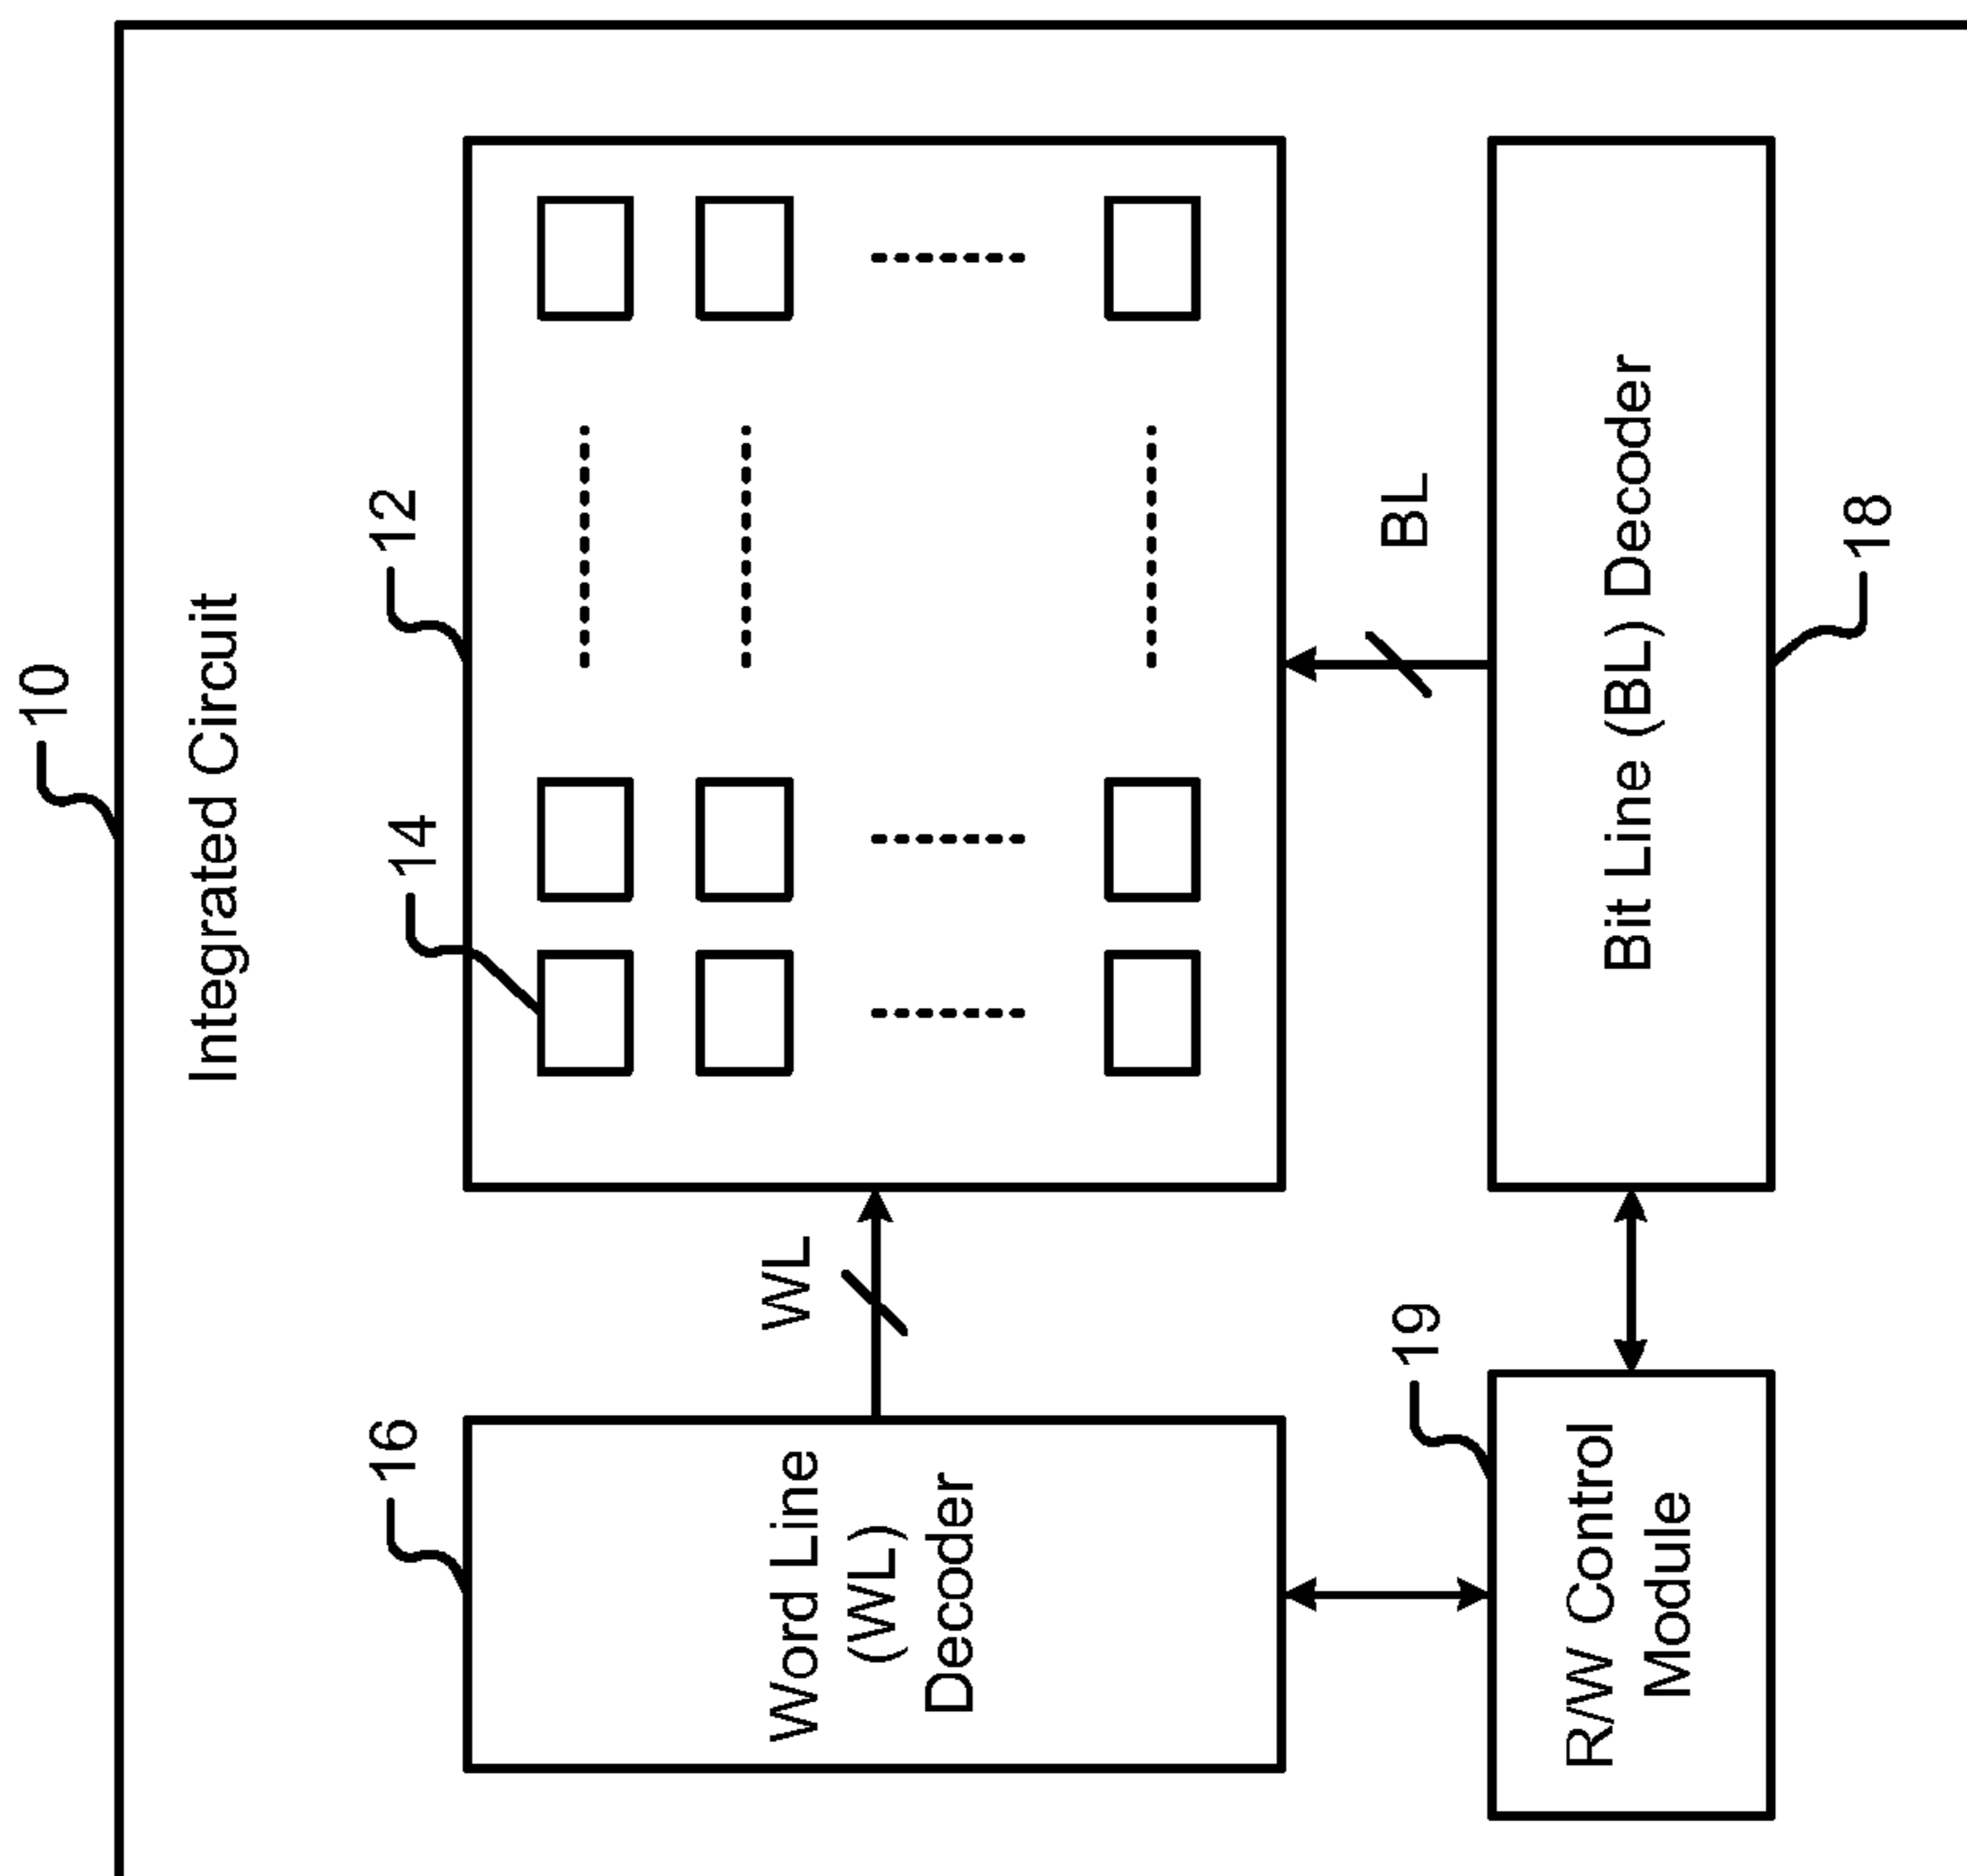 10
Integrated Circuit
16
12
14
Word Line
(WL)
Decoder
WL
19
BL
R/W Control
Module
Bit Line (BL) Decoder
18